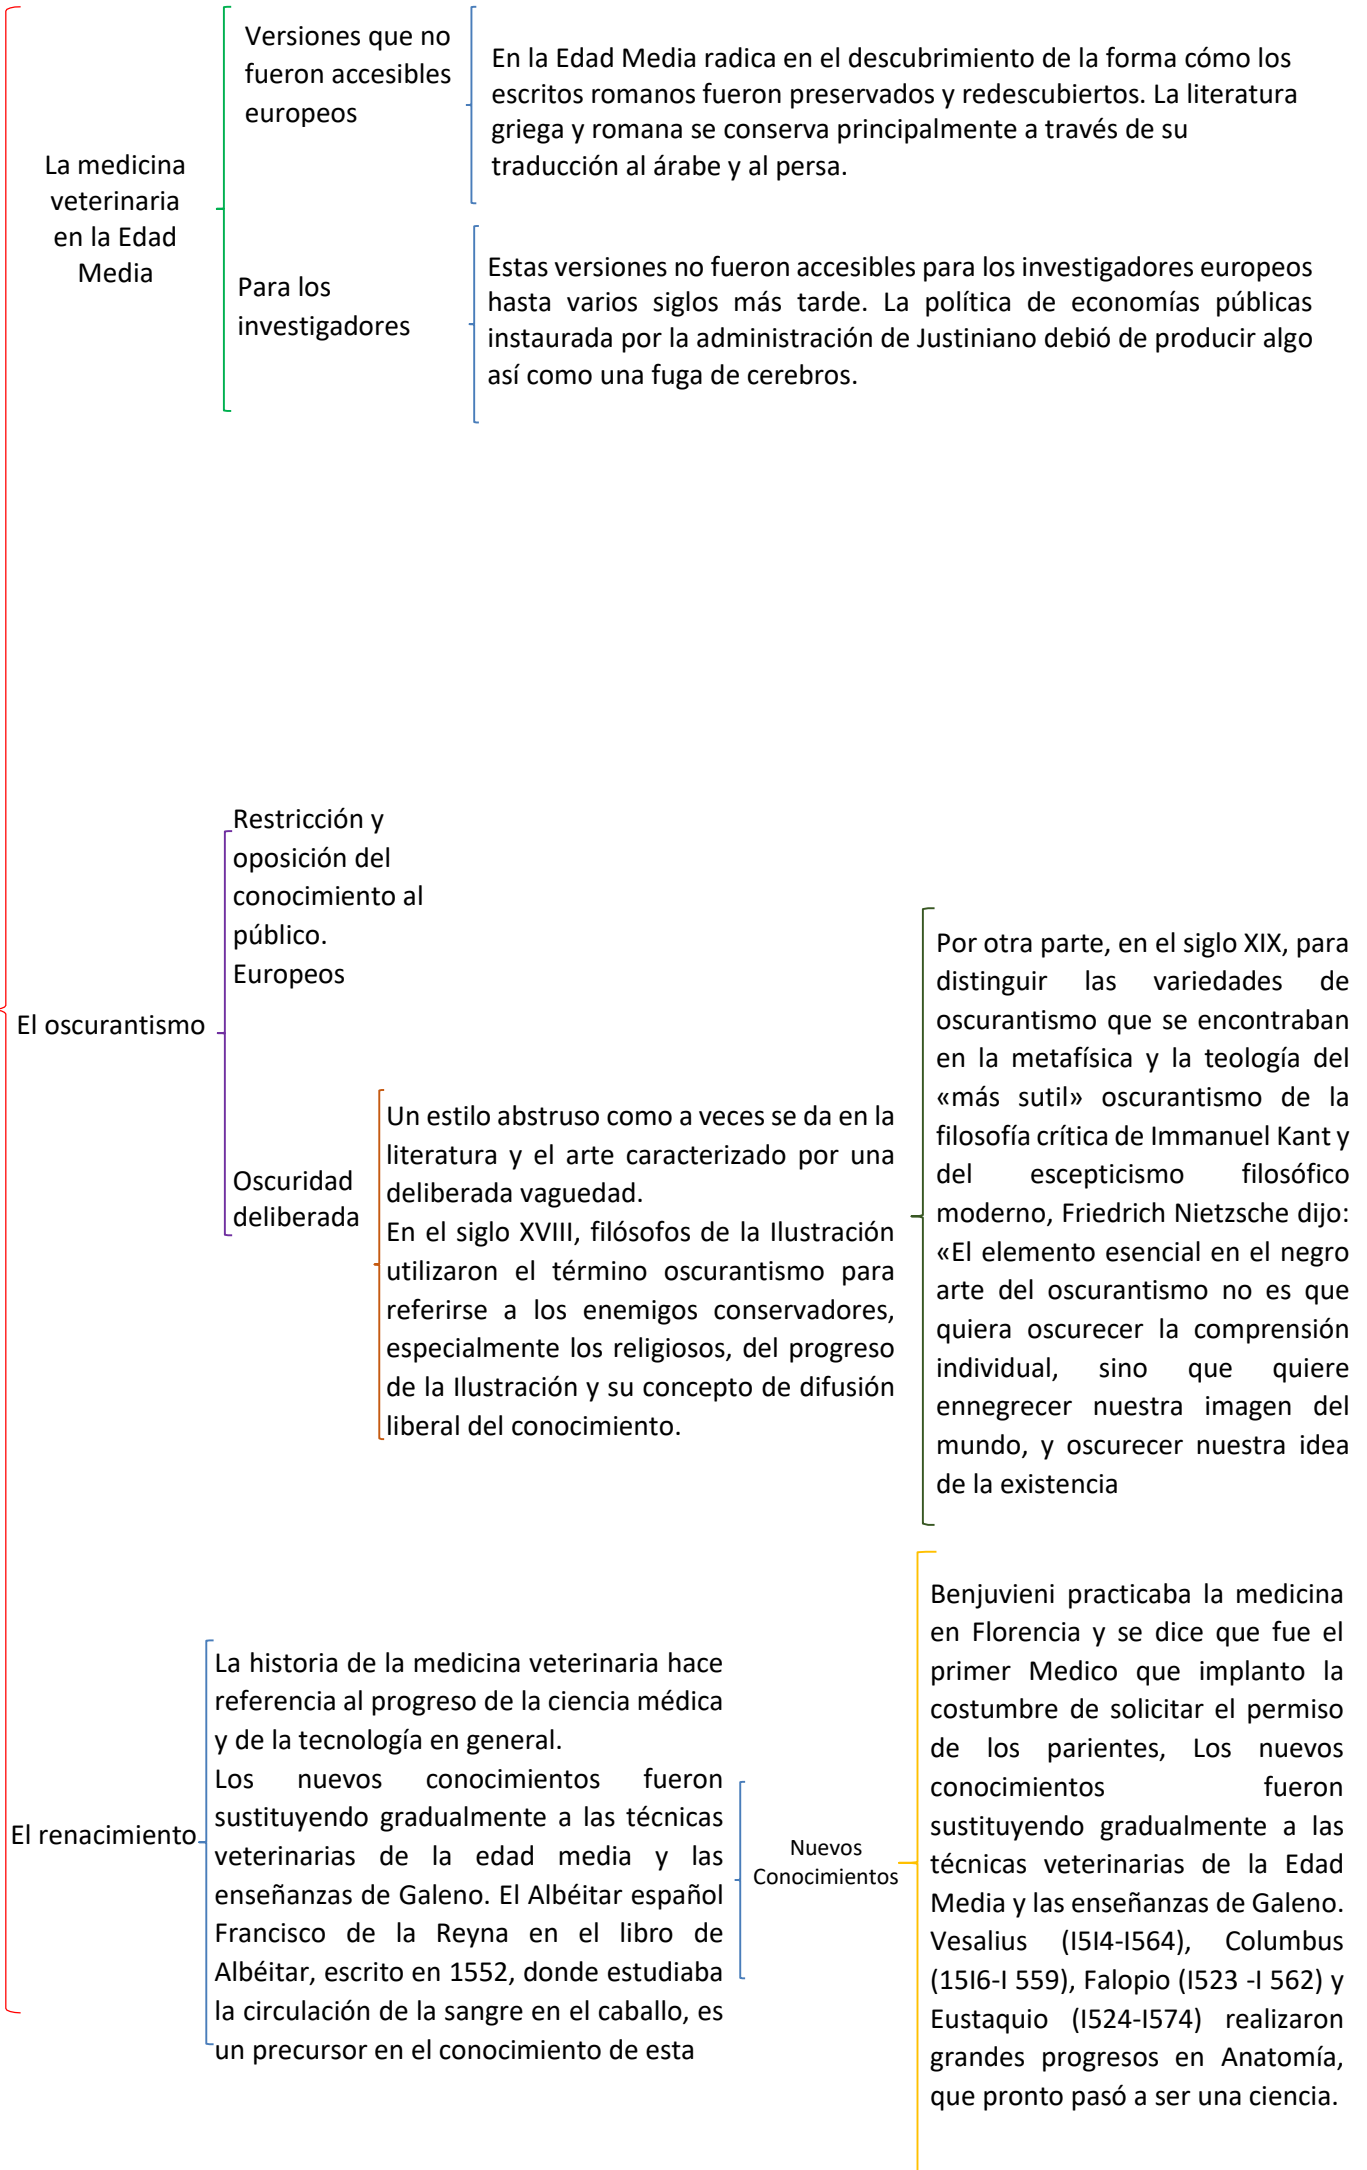 La medicina
veterinaria
en la Edad
Media
Versiones que no
fueron accesibles
europeos
En la Edad Media radica en el descubrimiento de la forma cómo los
escritos romanos fueron preservados y redescubiertos. La literatura
griega y romana se conserva principalmente a través de su
traducción al árabe y al persa.
Para los
investigadores
Estas versiones no fueron accesibles para los investigadores europeos
hasta varios siglos más tarde. La política de economías públicas
instaurada por la administración de Justiniano debió de producir algo
así como una fuga de cerebros.
El oscurantismo
Restricción y
oposición del
conocimiento al
público.
Europeos
Oscuridad
deliberada
Un estilo abstruso como a veces se da en la
literatura y el arte caracterizado por una
deliberada vaguedad.
En el siglo XVIII, filósofos de la Ilustración
utilizaron el término oscurantismo para
referirse a los enemigos conservadores,
especialmente los religiosos, del progreso
de la Ilustración y su concepto de difusión
liberal del conocimiento.
Por otra parte, en el siglo XIX, para
distinguir las variedades de
oscurantismo que se encontraban
en la metafísica y la teología del
«más sutil» oscurantismo de la
filosofía crítica de Immanuel Kant y
del escepticismo filosófico
moderno, Friedrich Nietzsche dijo:
«El elemento esencial en el negro
arte del oscurantismo no es que
quiera oscurecer la comprensión
individual, sino que quiere
ennegrecer nuestra imagen del
mundo, y oscurecer nuestra idea
de la existencia
El renacimiento
La historia de la medicina veterinaria hace
referencia al progreso de la ciencia médica
y de la tecnología en general.
Los nuevos conocimientos fueron
sustituyendo gradualmente a las técnicas
veterinarias de la edad media y las
enseñanzas de Galeno. El Albéitar español
Francisco de la Reyna en el libro de
Albéitar, escrito en 1552, donde estudiaba
la circulación de la sangre en el caballo, es
un precursor en el conocimiento de esta
Nuevos
Conocimientos
Benjuvieni practicaba la medicina
en Florencia y se dice que fue el
primer Medico que implanto la
costumbre de solicitar el permiso
de los parientes, Los nuevos
conocimientos fueron
sustituyendo gradualmente a las
técnicas veterinarias de la Edad
Media y las enseñanzas de Galeno.
Vesalius (I5I4-I564), Columbus
(15I6-I 559), Falopio (I523 -I 562) y
Eustaquio (I524-I574) realizaron
grandes progresos en Anatomía,
que pronto pasó a ser una ciencia.